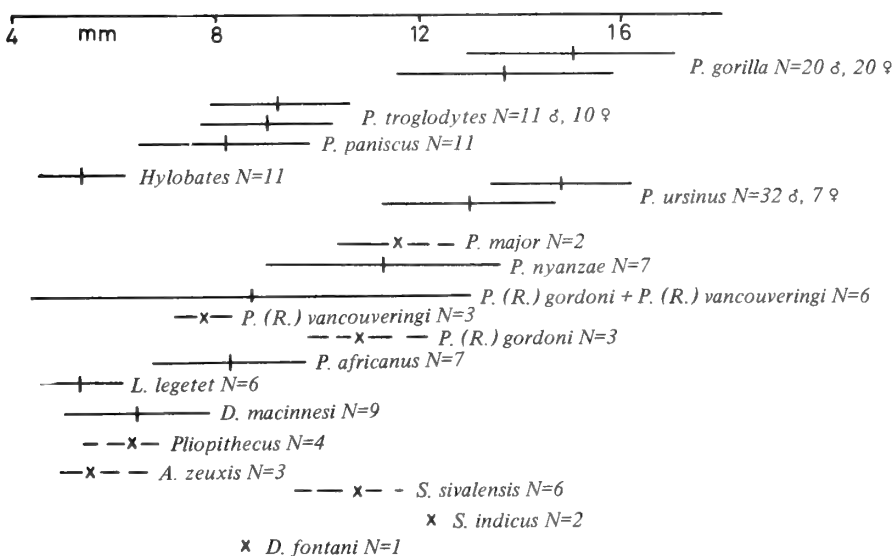 4 mm 8 12 16
P. gorilla N=20 ♂, 20 ♀
P. troglodytes N=11 ♂, 10 ♀
P. paniscus N=11
Hylobates N=11
P. ursinus N=32 ♂, 7 ♀
P. major N=2
P. nyanzae N=7
P. (R.) gordoni + P. (R.) vancouveringi N=6
P. (R.) vancouveringi N=3
P. (R.) gordoni N=3
P. africanus N=7
L. legetet N=6
D. macinnesi N=9
Pliopithecus N=4
A. zeuxis N=3
S. sivalensis N=6
S. indicus N=2
D. fontani N=1